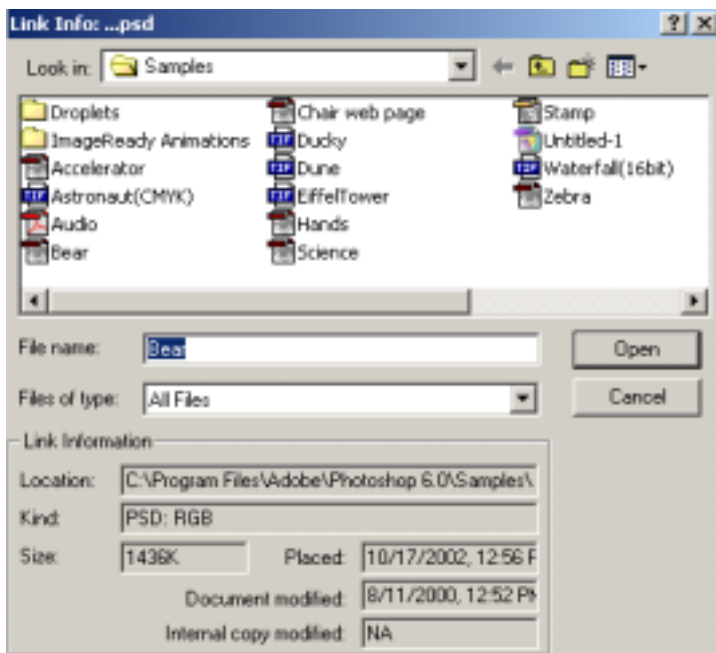 Link Info: ...psd
Look in: Samples
Droplets
ImageReady Animations
Accelerator
Astronaut(CMYK)
Audio
Bear
Chair web page
Ducky
Dune
EiffelTower
Hands
Science
Stamp
Untitled-1
Waterfall(16bit)
Zebra
File name: Bear Open
Files of type: All Files Cancel
Link Information
Location: C:\Program Files\Adobe\Photoshop 6.0\Samples\
Kind: PSD: RGB
Size: 1436K Placed: 10/17/2002, 12:56
Document modified: 8/11/2000, 12:52
Internal copy modified: NA